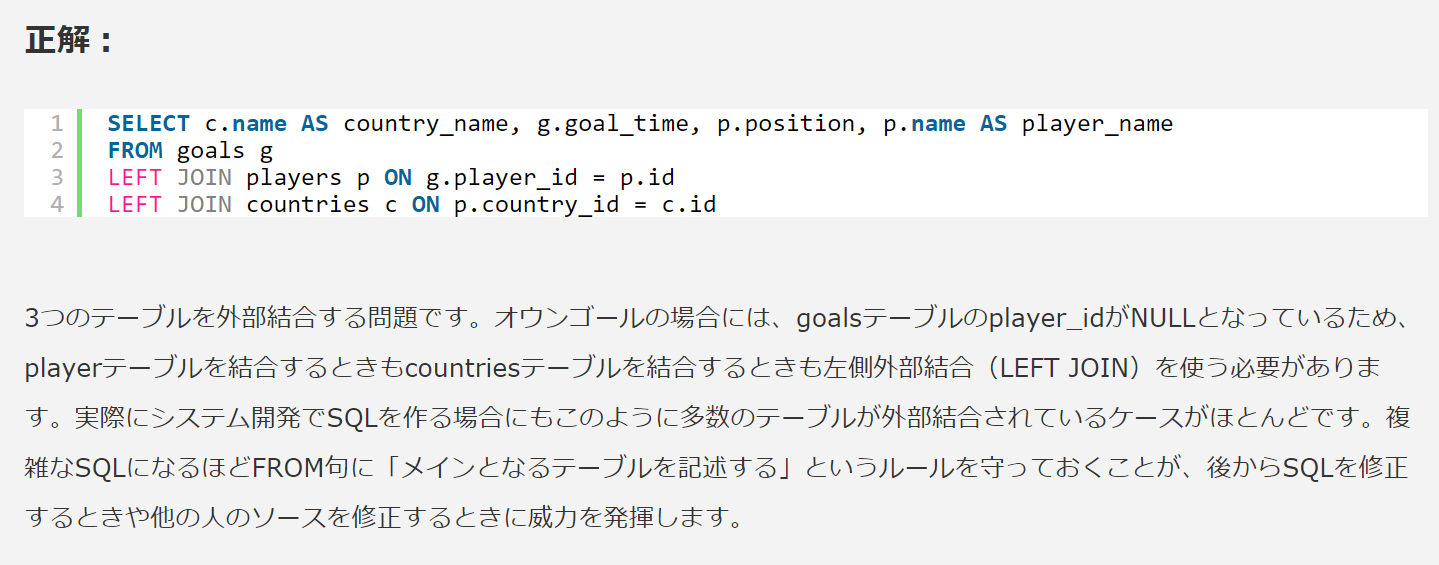 正解：
1 SELECT c.name AS country_name, g.goal_time, p.position, p.name AS player_name
2 FROM goals g
3 LEFT JOIN players p ON g.player_id = p.id
4 LEFT JOIN countries c ON p.country_id = c.id
3つのテーブルを外部結合する問題です。オウンゴールの場合には、goalsテーブルのplayer_idがNULLとなっているため、
playerテーブルを結合するときもcountriesテーブルを結合するときも左側外部結合（LEFT JOIN）を使う必要がありま
す。実際にシステム開発でSQLを作る場合にもこのように多数のテーブルが外部結合されているケースがほとんどです。複
雑なSQLになるほどFROM句に「メインとなるテーブルを記述する」というルールを守っておくことが、後からSQLを修正
するときや他の人のソースを修正するときに威力を発揮します。